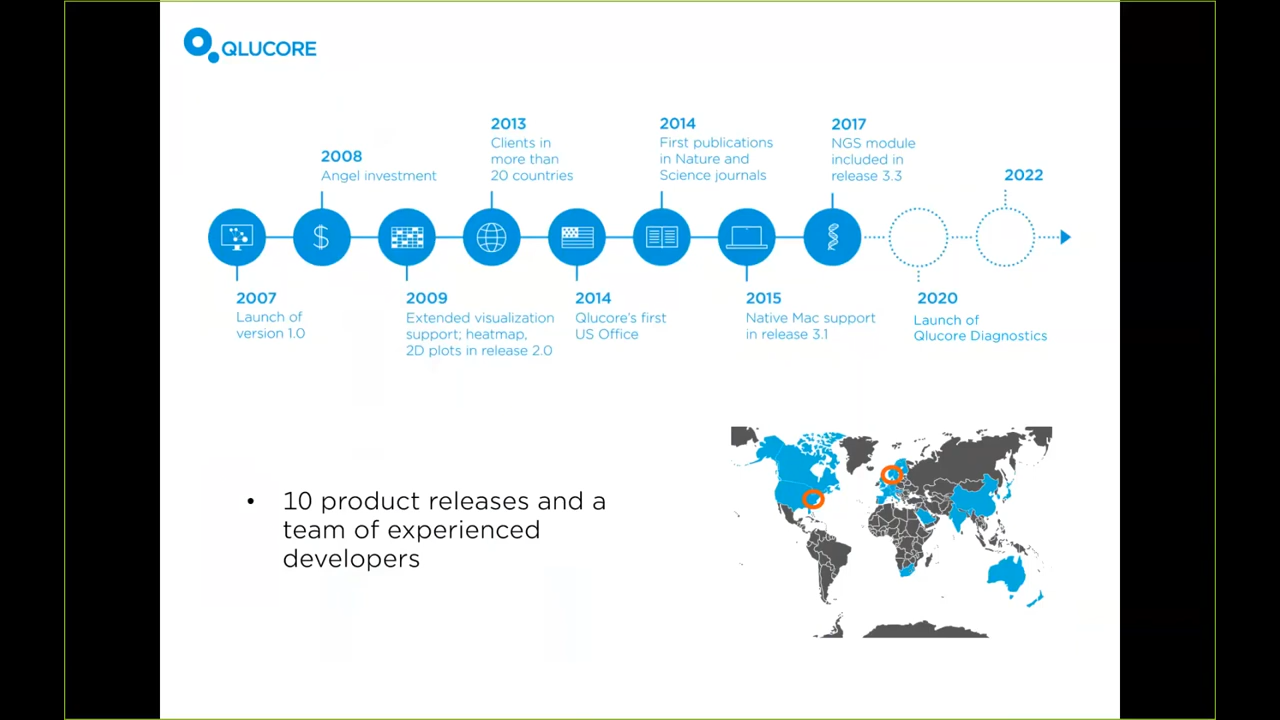 QLUCORE
2013
Clients in
more than
20 countries
2014
First publications
in Nature and
Science journals
2017
NGS module
included in
release 3.3
2008
Angel investment
2022
$
2007
Launch of
version 1.0
2009
Extended visualization
support; heatmap,
2D plots in release 2.0
2014
Qlucore's first
US Office
2015
Native Mac support
in release 3.1
2020
Launch of
Qlucore Diagnostics
• 10 product releases and a
team of experienced
developers